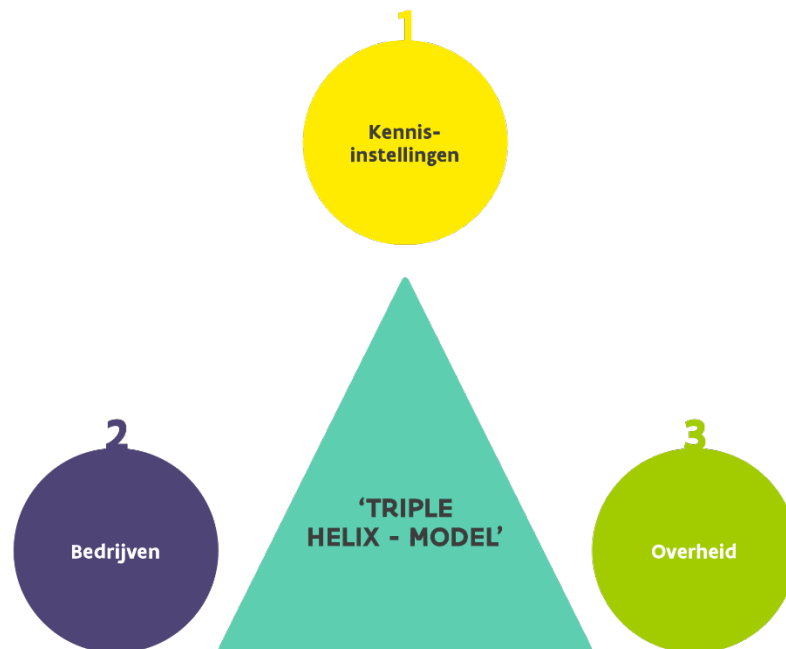 1
Kennis-
instellingen
2
Bedrijven
‘TRIPLE
HELIX - MODEL’
3
Overheid